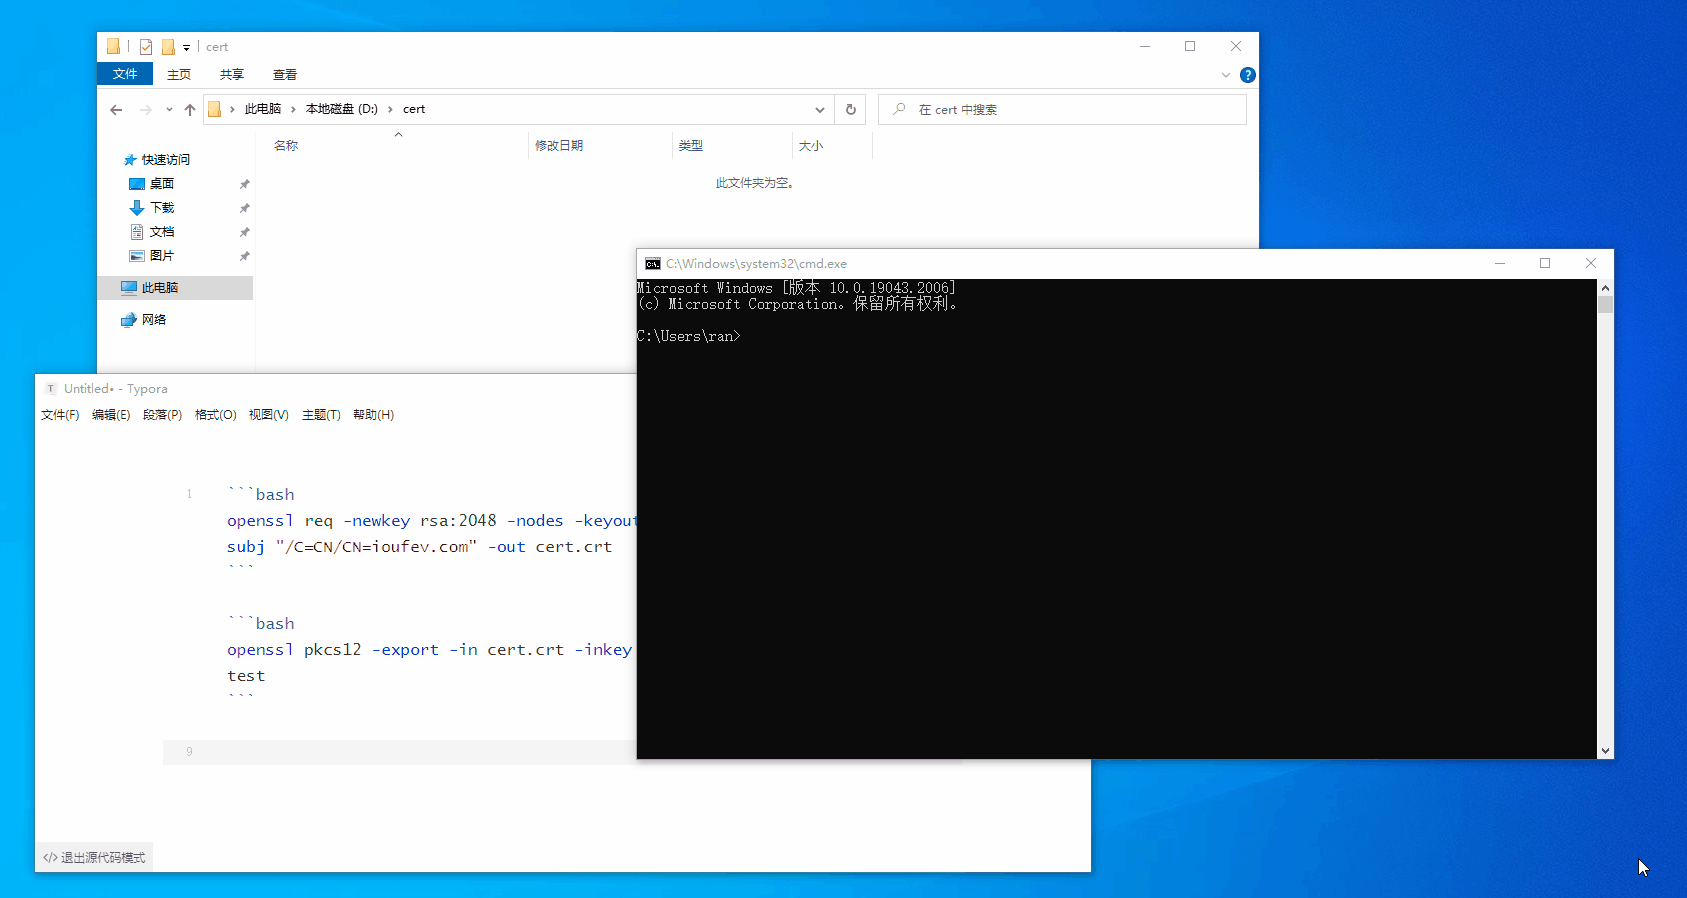 cert
文件 主页 共享 查看
此电脑 本地磁盘 (D:) cert
在 cert 中搜索
名称 修改日期 类型 大小
此文件夹为空。
快速访问
桌面
下载
文档
图片
此电脑
网络
C:\Windows\system32\cmd.exe
Microsoft Windows [版本 10.0.19043.2006]
(c) Microsoft Corporation。保留所有权利。
C:\Users\ran>
Untitled• - Typora
文件(F) 编辑(E) 段落(P) 格式(O) 视图(V) 主题(T) 帮助(H)
1 ```bash
openssl req -newkey rsa:2048 -nodes -keyout
subj "/C=CN/CN=ioufev.com" -out cert.crt
```
```bash
openssl pkcs12 -export -in cert.crt -inkey
test
```
9
</> 退出源代码模式